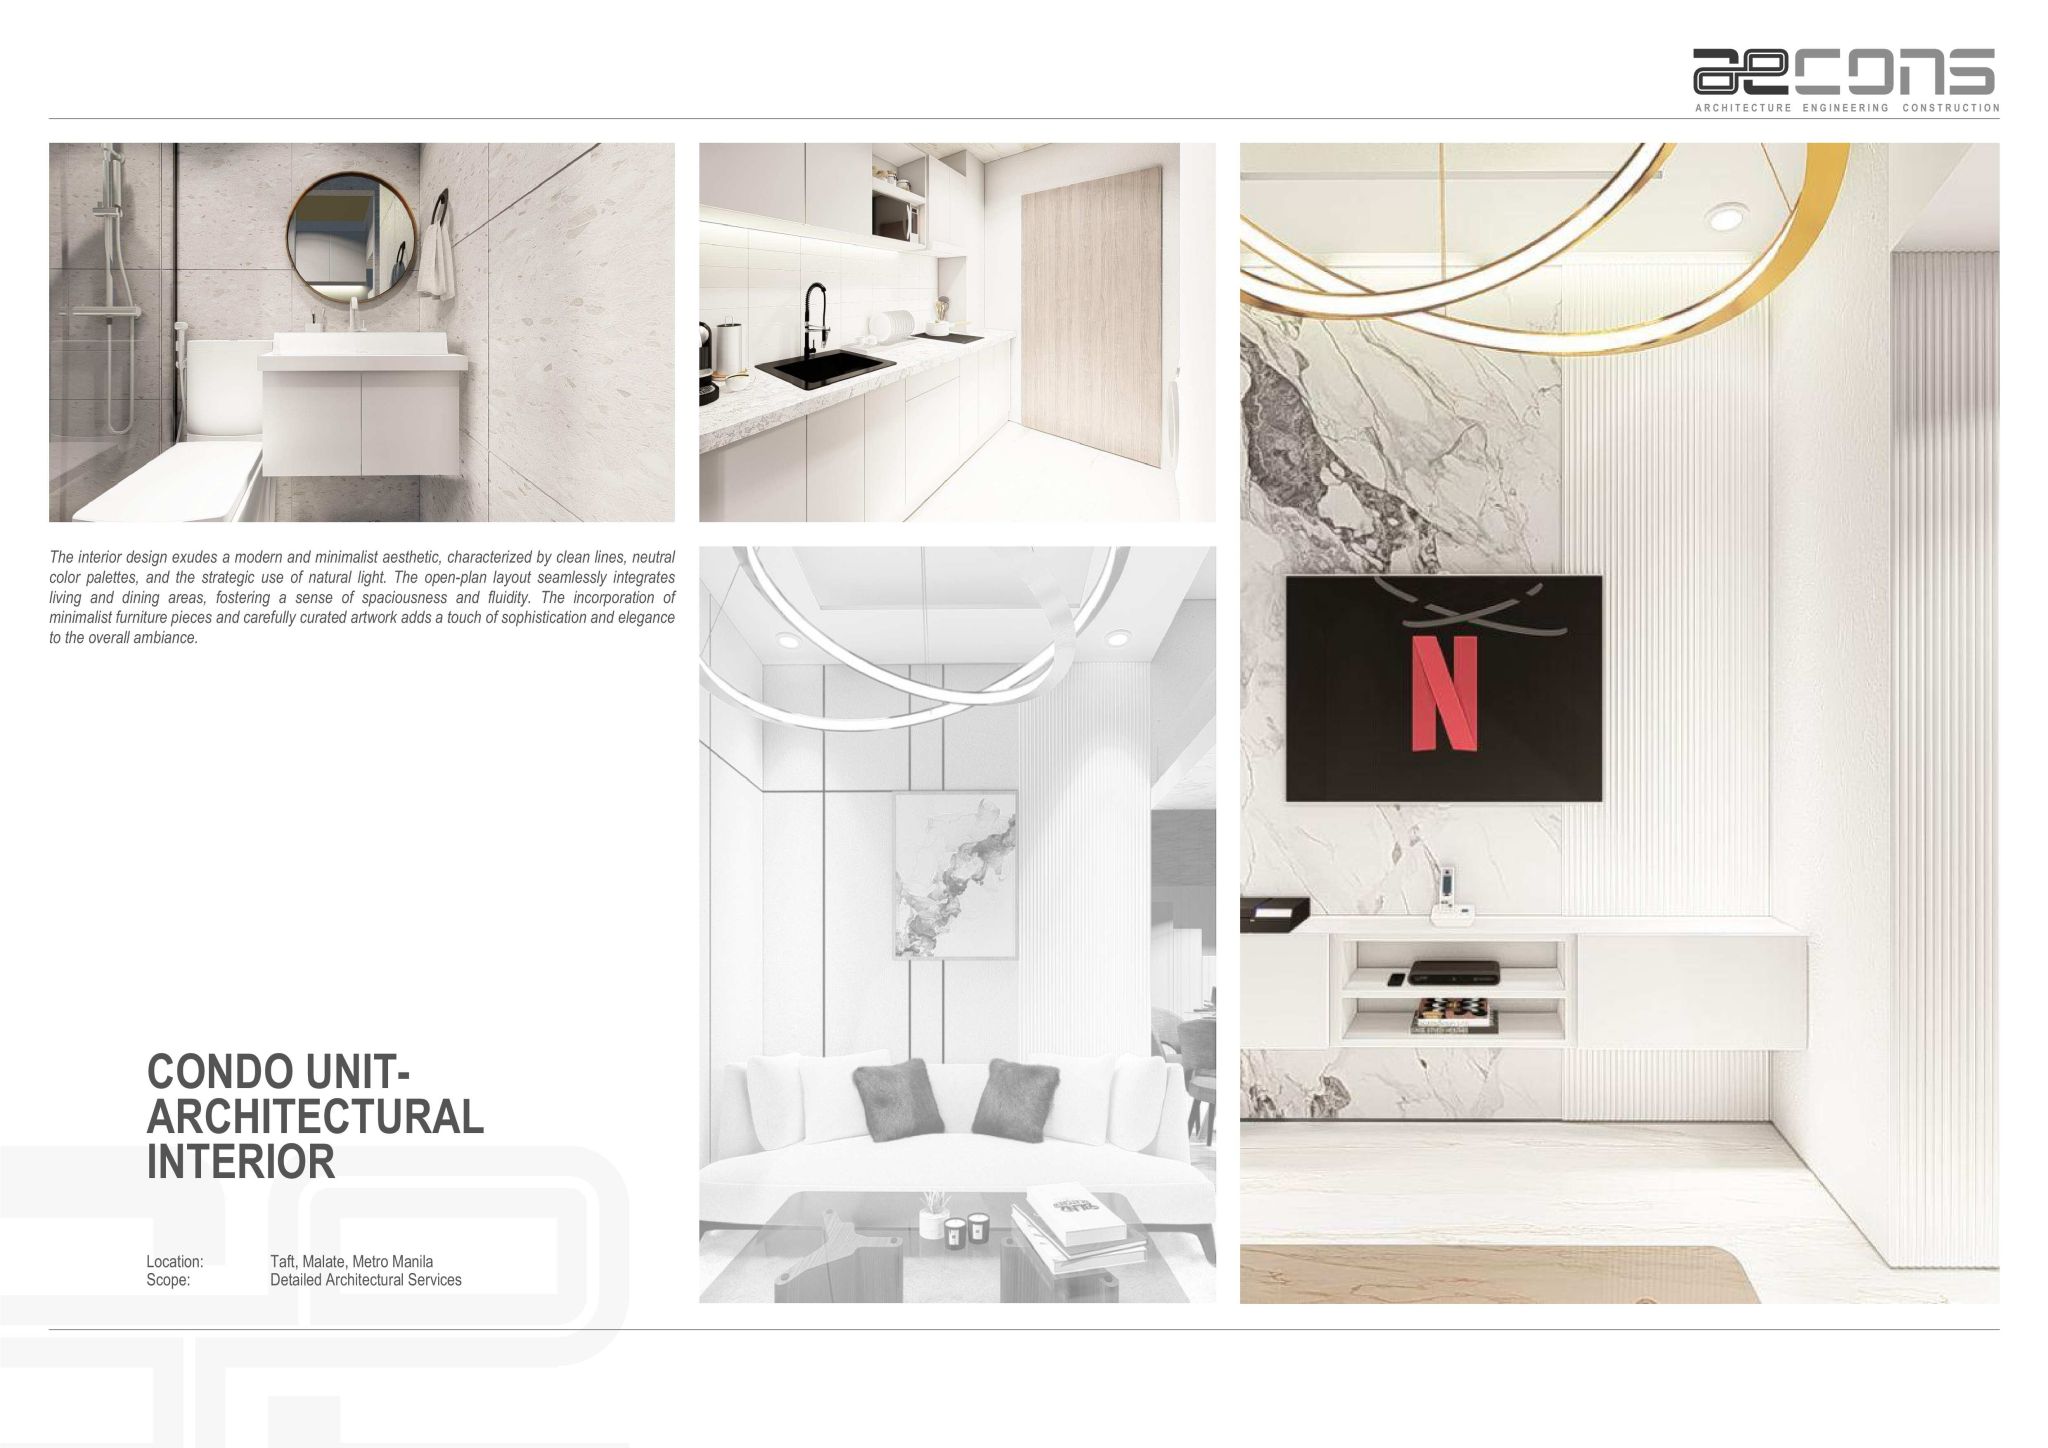 aecons
ARCHITECTURE ENGINEERING CONSTRUCTION
The interior design exudes a modern and minimalist aesthetic, characterized by clean lines, neutral
color palettes, and the strategic use of natural light. The open-plan layout seamlessly integrates
living and dining areas, fostering a sense of spaciousness and fluidity. The incorporation of
minimalist furniture pieces and carefully curated artwork adds a touch of sophistication and elegance
to the overall ambiance.
N
CONDO UNIT-
ARCHITECTURAL
INTERIOR
Location: Taft, Malate, Metro Manila
Scope: Detailed Architectural Services